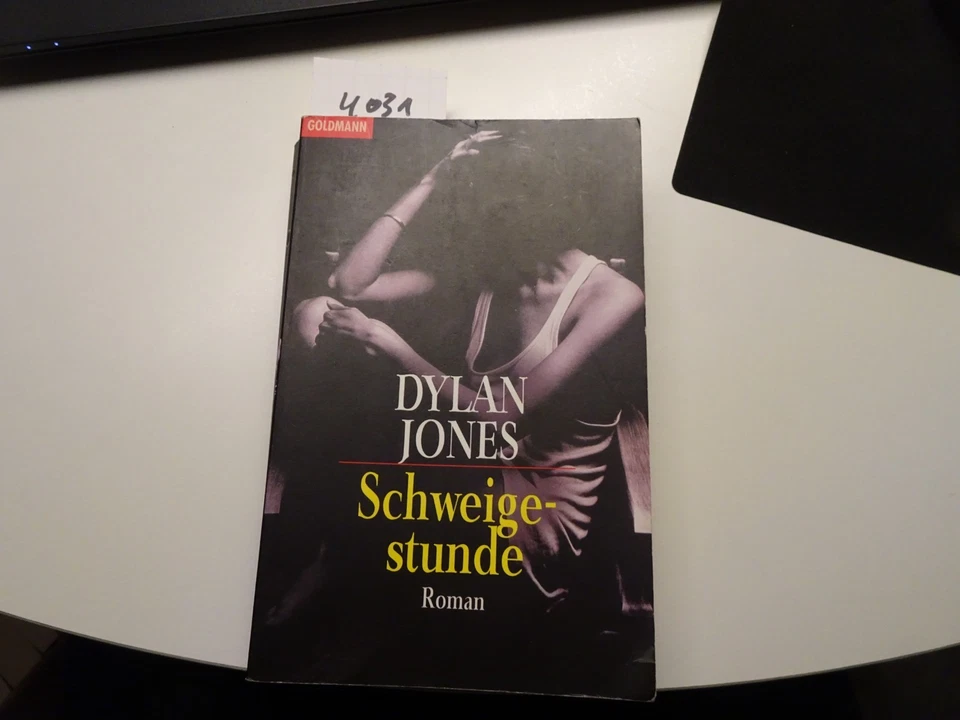 4031
GOLDMANN
DYLAN
JONES
Schweige-
stunde
Roman